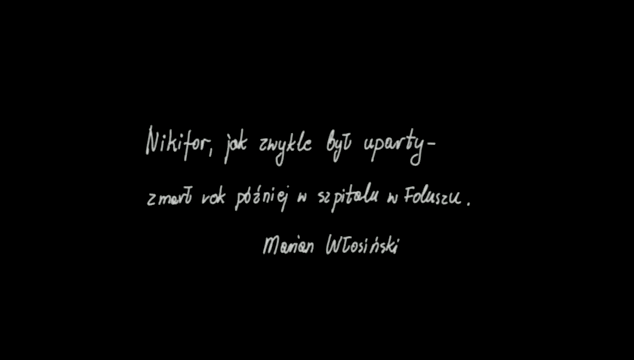 Nikifor, jak zwykle był uparty-
zmarł rok później w szpitalu w Foluszu.
Marian Włosiński